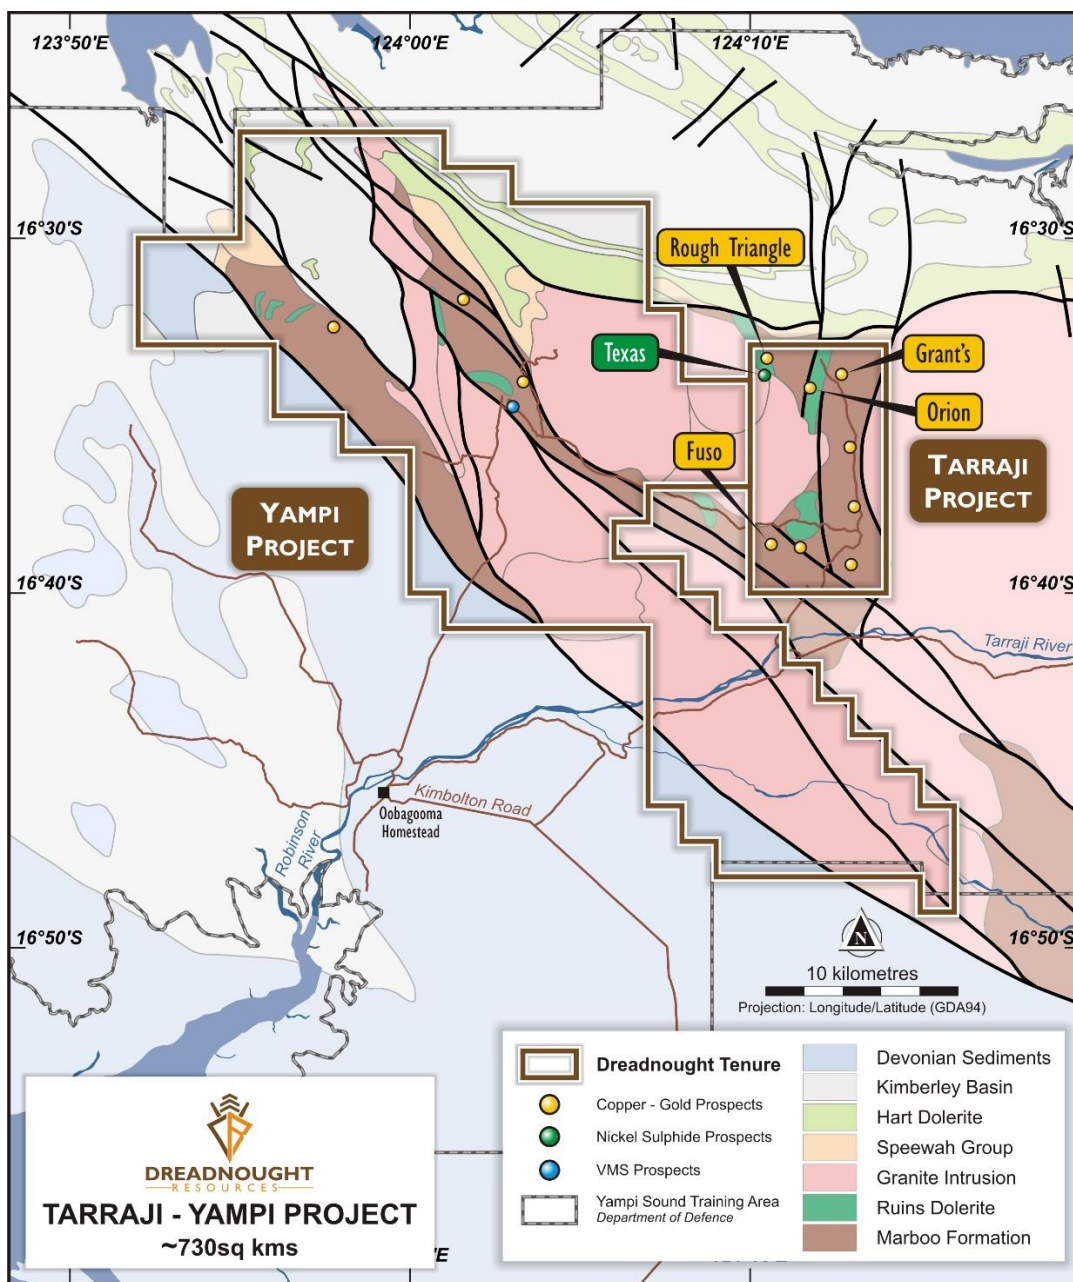 123°50'E
124°00'E
124°10'E
16°30'S
16°30'S
Rough Triangle
Texas
Grant's
Orion
Fuso
TARRAJI
PROJECT
YAMPI
PROJECT
16°40'S
16°40'S
Tarraji River
Kimbolton Road
Oobagooma
Homestead
Robinson
River
16°50'S
16°50'S
N
10 kilometres
Projection: Longitude/Latitude (GDA94)
Dreadnought Tenure
Copper - Gold Prospects
Nickel Sulphide Prospects
VMS Prospects
Yampi Sound Training Area
Department of Defence
Devonian Sediments
Kimberley Basin
Hart Dolerite
Speewah Group
Granite Intrusion
Ruins Dolerite
Marboo Formation
DREADNOUGHT
RESOURCES
TARRAJI - YAMPI PROJECT
~730sq kms